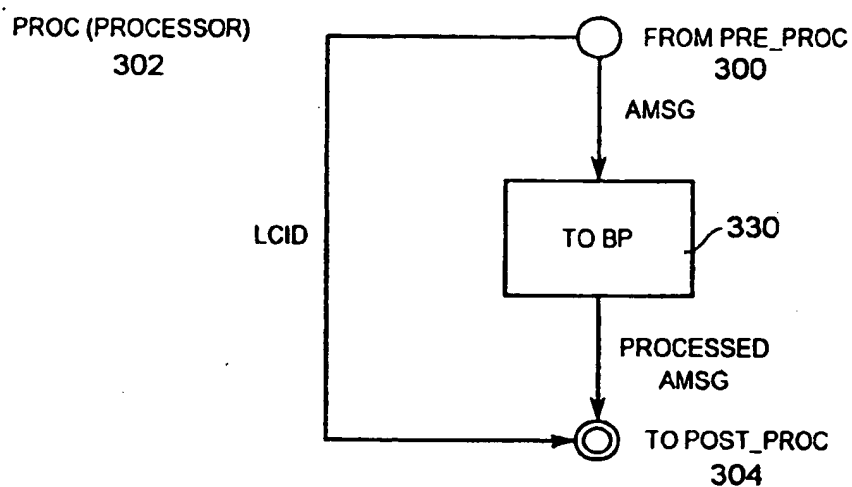 PROC (PROCESSOR)
302
FROM PRE_PROC
300
AMSG
LCID
TO BP
330
PROCESSED
AMSG
TO POST_PROC
304